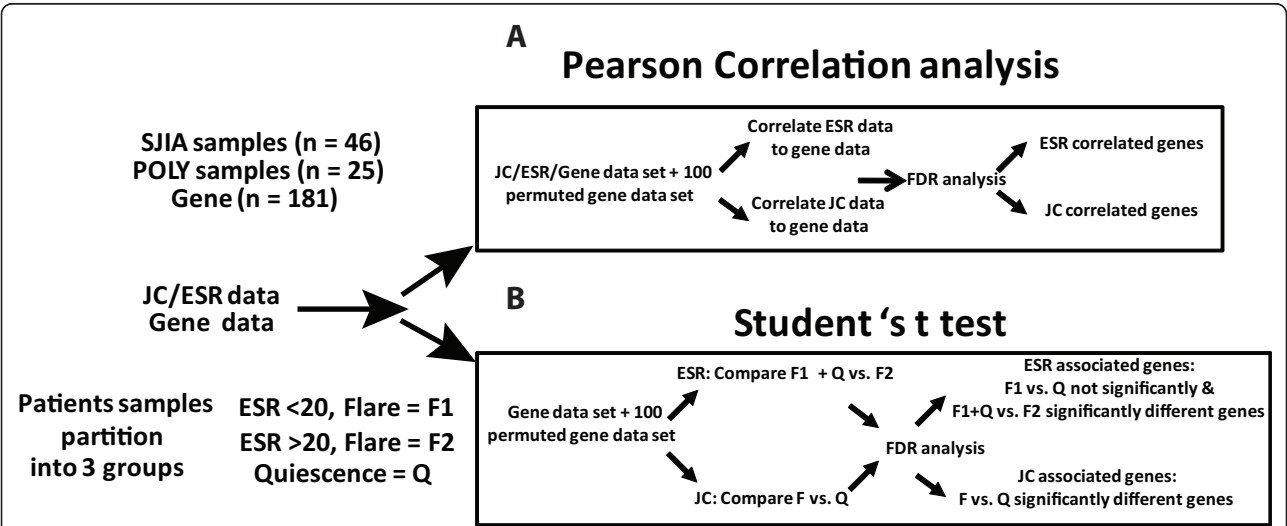 A
Pearson Correlation analysis
SJIA samples (n = 46)
POLY samples (n = 25)
Gene (n = 181)
JC/ESR/Gene data set + 100
permuted gene data set
Correlate ESR data
to gene data
Correlate JC data
to gene data
FDR analysis
ESR correlated genes
JC correlated genes
JC/ESR data
Gene data
B
Student ‘s t test
Patients samples
partition
into 3 groups
ESR <20, Flare = F1
ESR >20, Flare = F2
Quiescence = Q
Gene data set + 100
permuted gene data set
ESR: Compare F1 + Q vs. F2
JC: Compare F vs. Q
FDR analysis
ESR associated genes:
F1 vs. Q not significantly &
F1+Q vs. F2 significantly different genes
JC associated genes:
F vs. Q significantly different genes